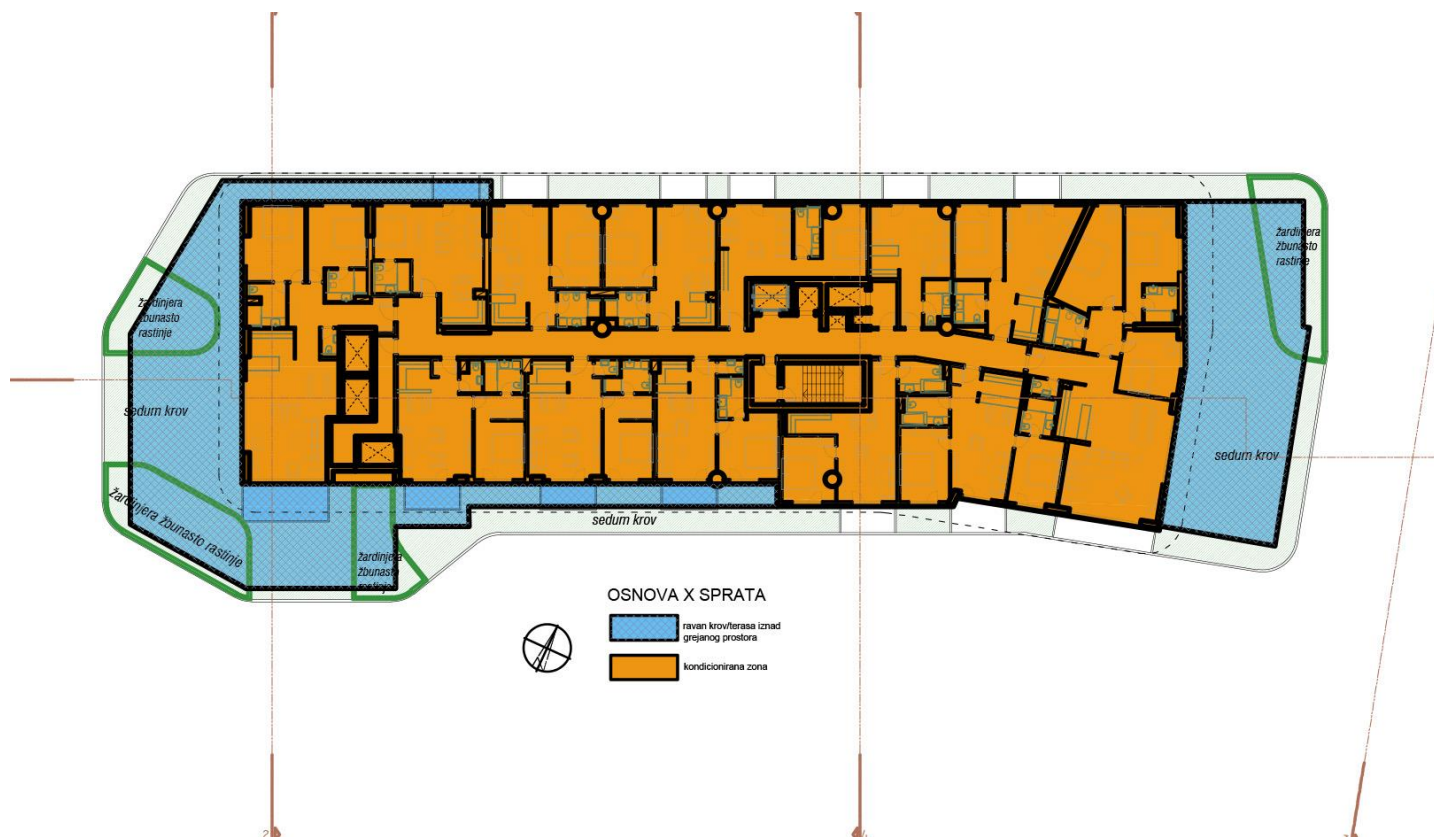 žardinjera
žbunasto
rastinje
žardinjera
žbunasto
rastinje
sedum krov
sedum krov
žardinjera žbunasto rastinje
sedum krov
žardinjera
žbunasto
rastinje
OSNOVA X SPRATA
ravan krov/terasa iznad
grejanog prostora
kondicionirana zona